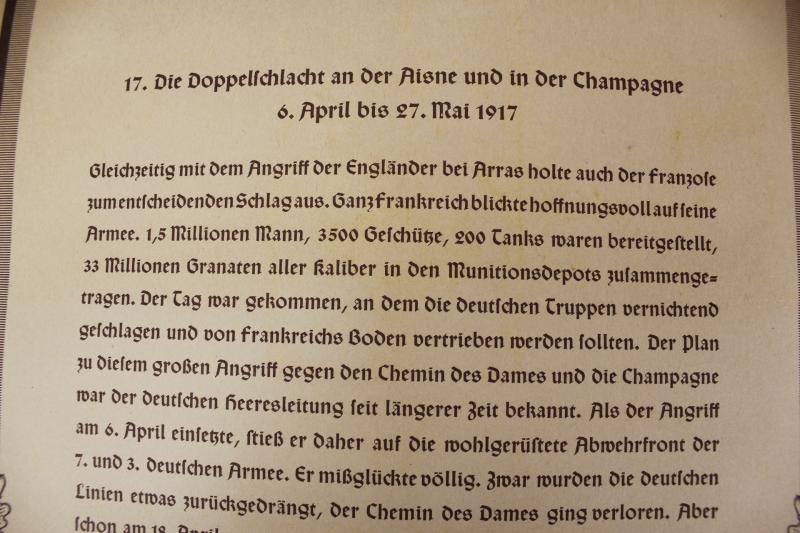 17. Die Doppelſchlacht an der Aisne und in der Champagne
6. April bis 27. Mai 1917
Gleichzeitig mit dem Angriff der Engländer bei Arras holte auch der Franzoſe
zum entſcheidenden Schlag aus. Ganz Frankreich blickte hoffnungsvoll auf ſeine
Armee. 1,5 Millionen Mann, 3500 Geſchütze, 200 Tanks waren bereitgeſtellt,
33 Millionen Granaten aller Kaliber in den Munitionsdepots zuſammenge=
tragen. Der Tag war gekommen, an dem die deutſchen Truppen vernichtend
geſchlagen und von Frankreichs Boden vertrieben werden ſollten. Der Plan
zu dieſem großen Angriff gegen den Chemin des Dames und die Champagne
war der deutſchen Heeresleitung ſeit längerer Zeit bekannt. Als der Angriff
am 6. April einſetzte, ſtieß er daher auf die wohlgerüſtete Abwehrfront der
7. und 3. deutſchen Armee. Er mißglückte völlig. Zwar wurden die deutſchen
Linien etwas zurückgedrängt, der Chemin des Dames ging verloren. Aber
ſchon am 18. April